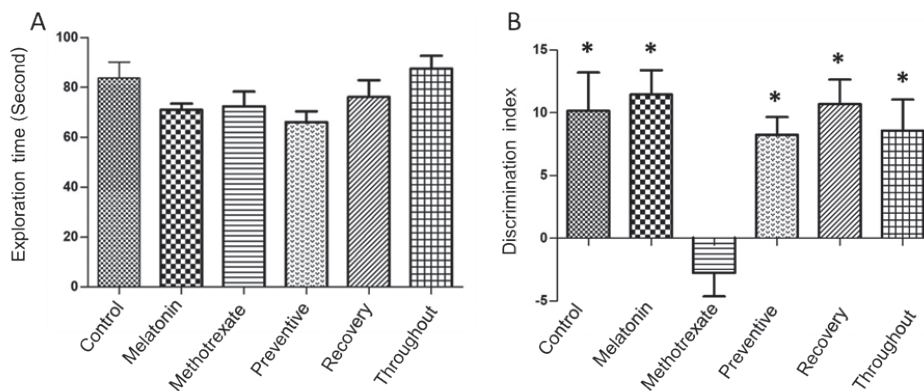 A
Exploration time (Second)
100
80
60
40
20
0
Control
Melatonin
Methotrexate
Preventive
Recovery
Throughout
B
Discrimination index
15
10
5
0
-5
*
*
*
*
*
Control
Melatonin
Methotrexate
Preventive
Recovery
Throughout